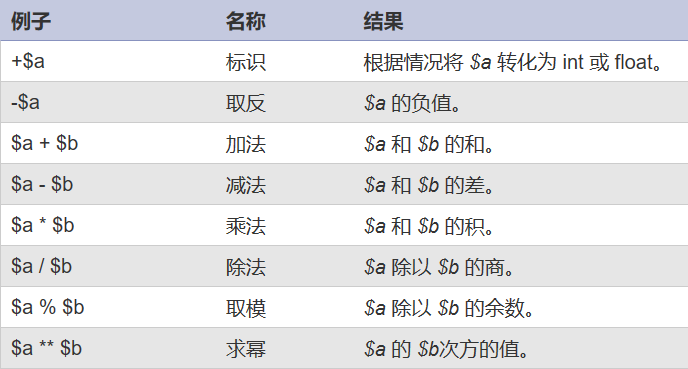 例子 名称 结果
+$a 标识 根据情况将 $a 转化为 int 或 float。
-$a 取反 $a 的负值。
$a + $b 加法 $a 和 $b 的和。
$a - $b 减法 $a 和 $b 的差。
$a * $b 乘法 $a 和 $b 的积。
$a / $b 除法 $a 除以 $b 的商。
$a % $b 取模 $a 除以 $b 的余数。
$a ** $b 求幂 $a 的 $b次方的值。